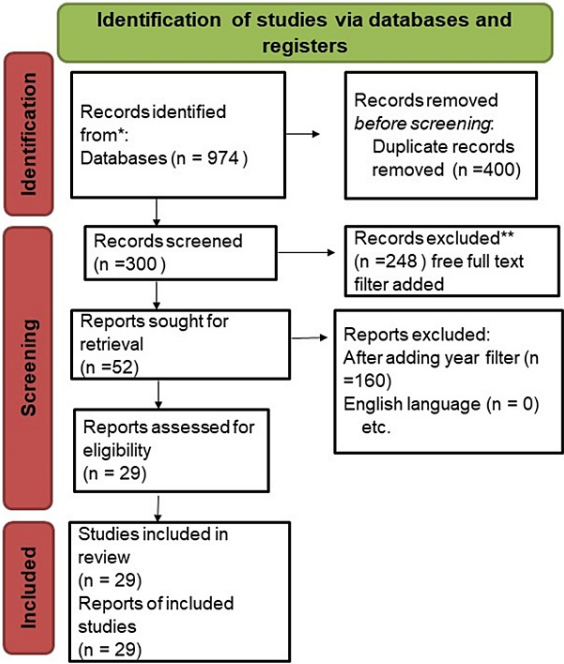 Identification of studies via databases and
registers
Identification
Records identified
from*:
Databases (n = 974 )
Records removed
before screening:
Duplicate records
removed (n =400)
Screening
Records screened
(n =300 )
Records excluded**
(n =248 ) free full text
filter added
Reports sought for
retrieval
(n =52)
Reports excluded:
After adding year filter (n
=160)
English language (n = 0)
etc.
Reports assessed for
eligibility
(n = 29)
Included
Studies included in
review
(n = 29)
Reports of included
studies
(n = 29)